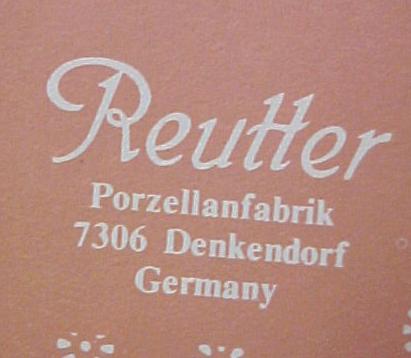 Reutter
Porzellanfabrik
7306 Denkendorf
Germany